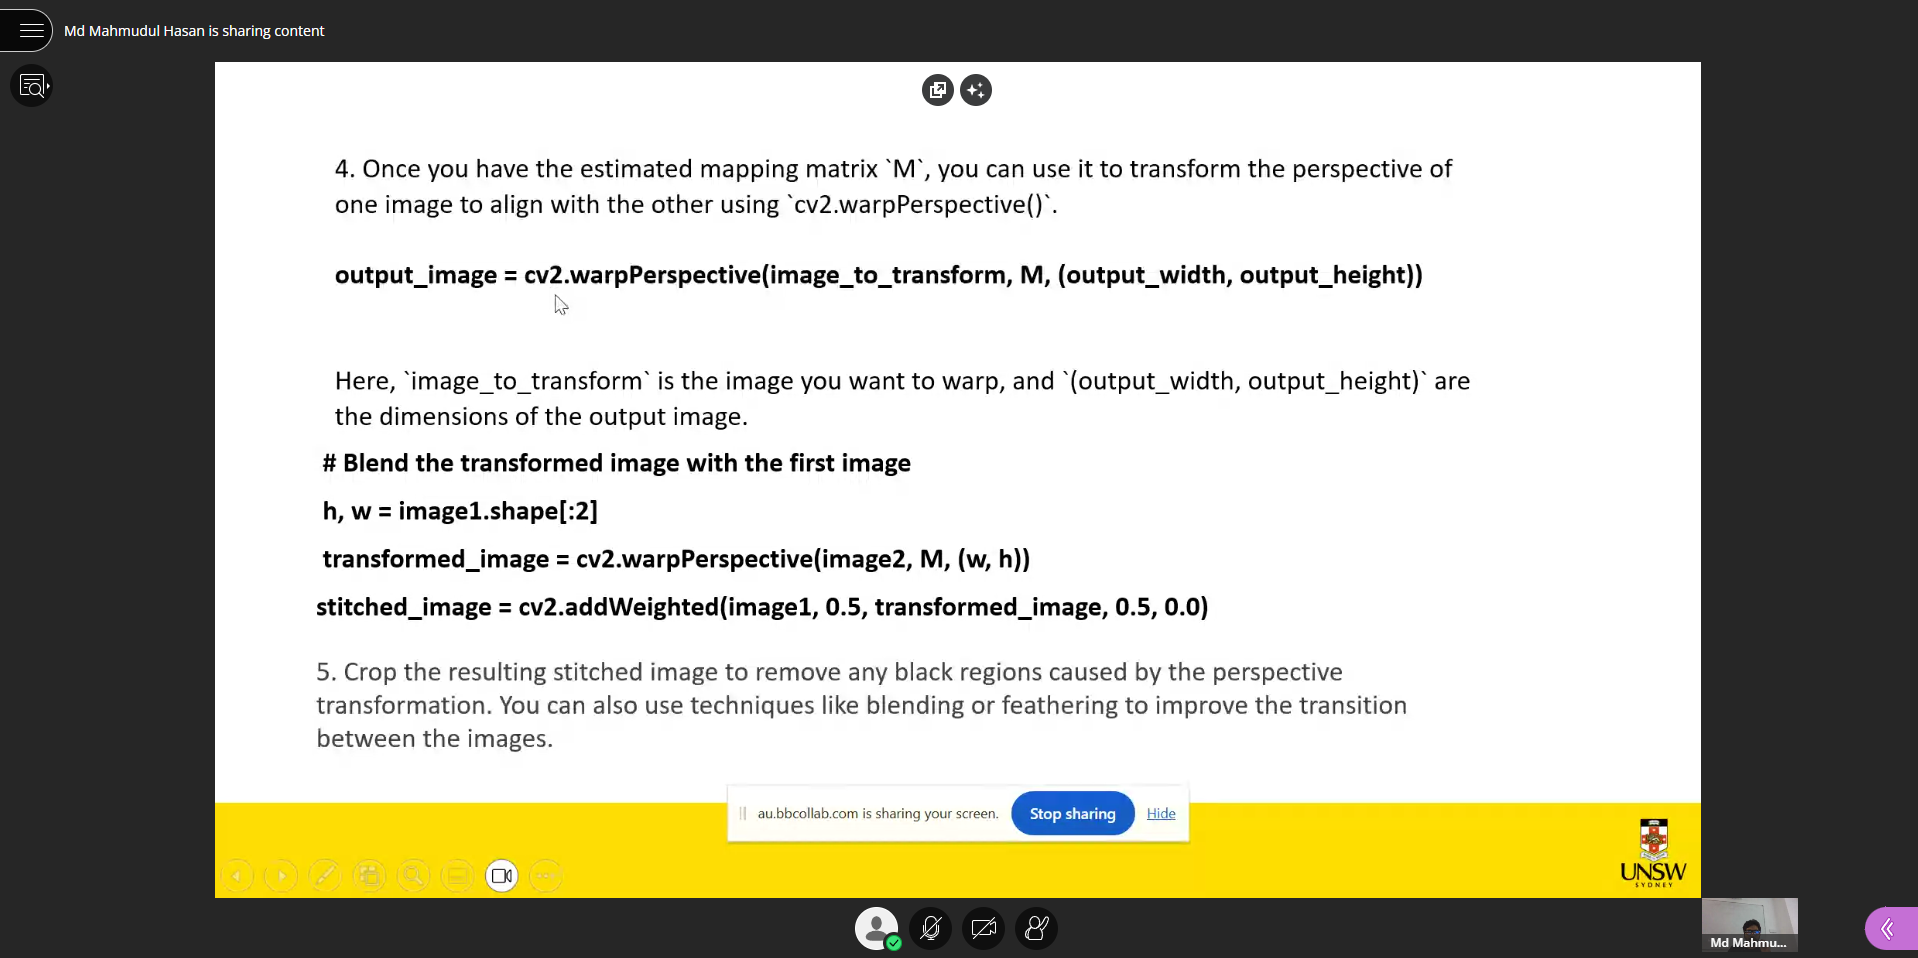 Md Mahmudul Hasan is sharing content
4. Once you have the estimated mapping matrix `M`, you can use it to transform the perspective of
one image to align with the other using `cv2.warpPerspective()`.
output_image = cv2.warpPerspective(image_to_transform, M, (output_width, output_height))
Here, `image_to_transform` is the image you want to warp, and `(output_width, output_height)` are
the dimensions of the output image.
# Blend the transformed image with the first image
h, w = image1.shape[:2]
transformed_image = cv2.warpPerspective(image2, M, (w, h))
stitched_image = cv2.addWeighted(image1, 0.5, transformed_image, 0.5, 0.0)
5. Crop the resulting stitched image to remove any black regions caused by the perspective
transformation. You can also use techniques like blending or feathering to improve the transition
between the images.
au.bbcollab.com is sharing your screen.
Stop sharing
Hide
UNSW
SYDNEY
Md Mahmu...